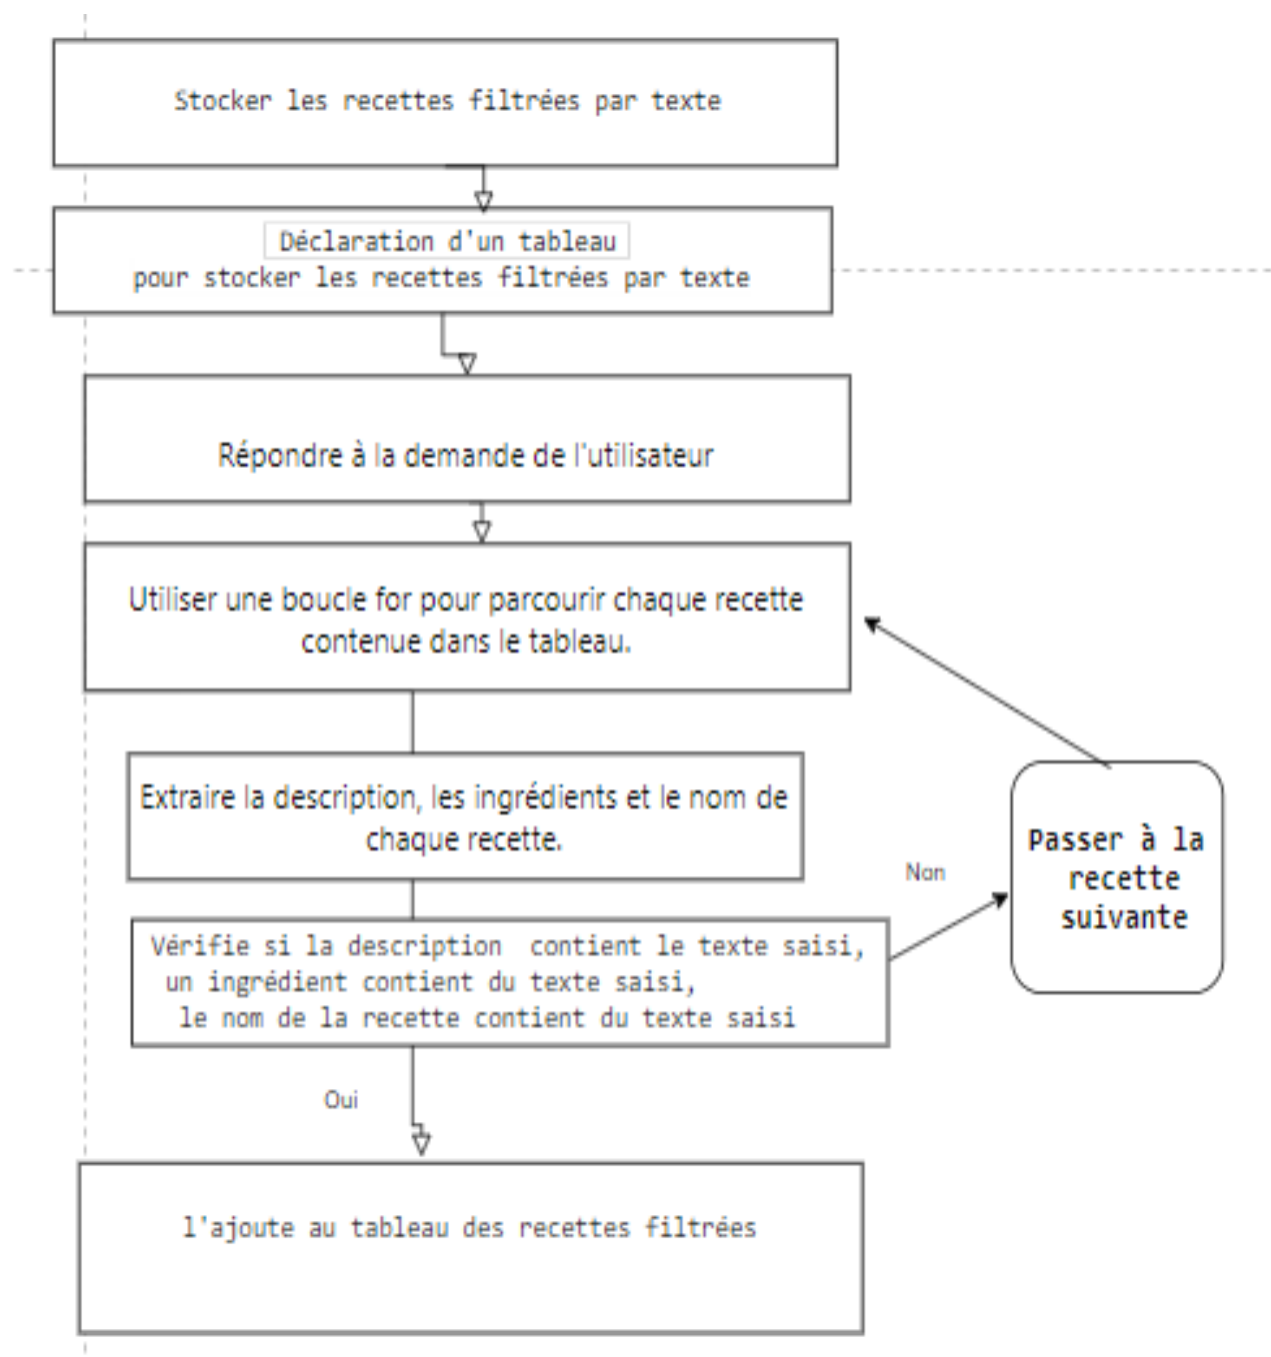 Stocker les recettes filtrées par texte
Déclaration d'un tableau
pour stocker les recettes filtrées par texte
Répondre à la demande de l'utilisateur
Utiliser une boucle for pour parcourir chaque recette
contenue dans le tableau.
Extraire la description, les ingrédients et le nom de
chaque recette.
Non
Passer à la
recette
suivante
Vérifie si la description contient le texte saisi,
un ingrédient contient du texte saisi,
le nom de la recette contient du texte saisi
Oui
l'ajoute au tableau des recettes filtrées